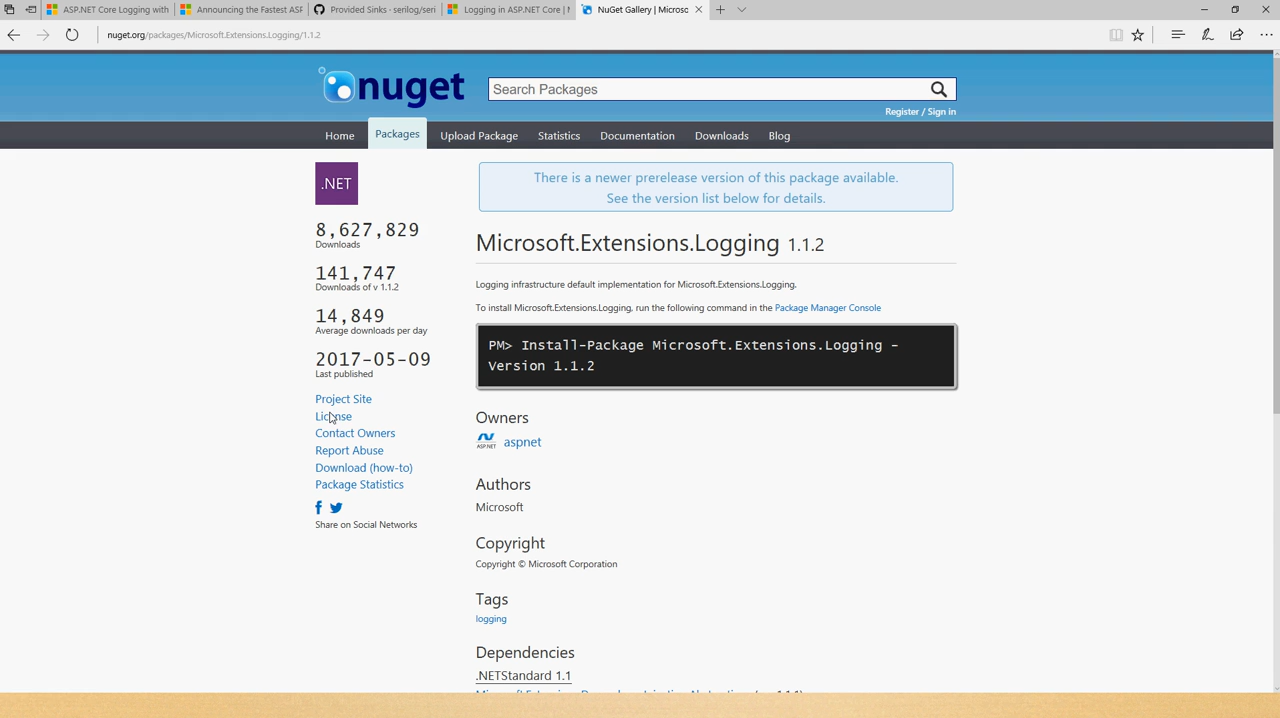 ASP.NET Core Logging with
Announcing the Fastest ASP
Provided Sinks · serilog/seri
Logging in ASP.NET Core | M
NuGet Gallery | Microso
nuget.org/packages/Microsoft.Extensions.Logging/1.1.2
nuget
Search Packages
Register / Sign in
Home
Packages
Upload Package
Statistics
Documentation
Downloads
Blog
.NET
8,627,829
Downloads
141,747
Downloads of v 1.1.2
14,849
Average downloads per day
2017-05-09
Last published
Project Site
License
Contact Owners
Report Abuse
Download (how-to)
Package Statistics
Share on Social Networks
There is a newer prerelease version of this package available.
See the version list below for details.
Microsoft.Extensions.Logging 1.1.2
Logging infrastructure default implementation for Microsoft.Extensions.Logging.
To install Microsoft.Extensions.Logging, run the following command in the Package Manager Console
PM> Install-Package Microsoft.Extensions.Logging -
Version 1.1.2
Owners
ASP.NET
aspnet
Authors
Microsoft
Copyright
Copyright © Microsoft Corporation
Tags
logging
Dependencies
.NETStandard 1.1